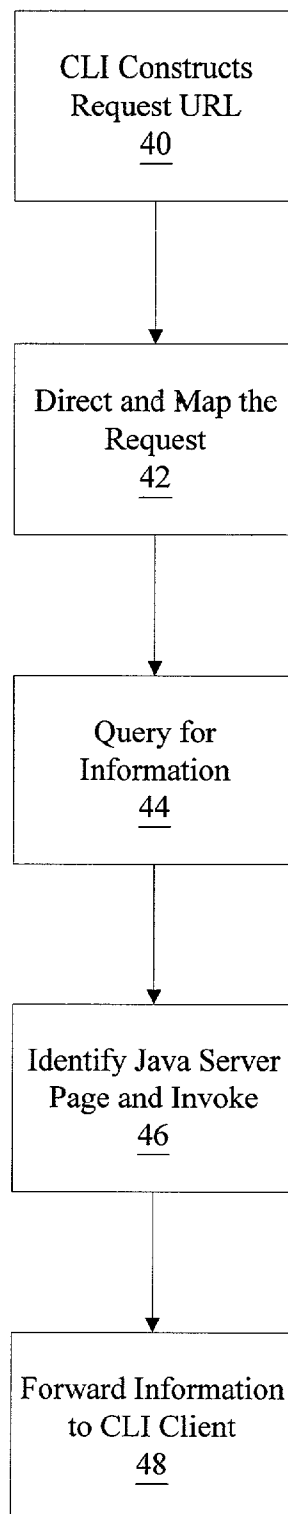 CLI Constructs
Request URL
40
Direct and Map the
Request
42
Query for
Information
44
Identify Java Server
Page and Invoke
46
Forward Information
to CLI Client
48